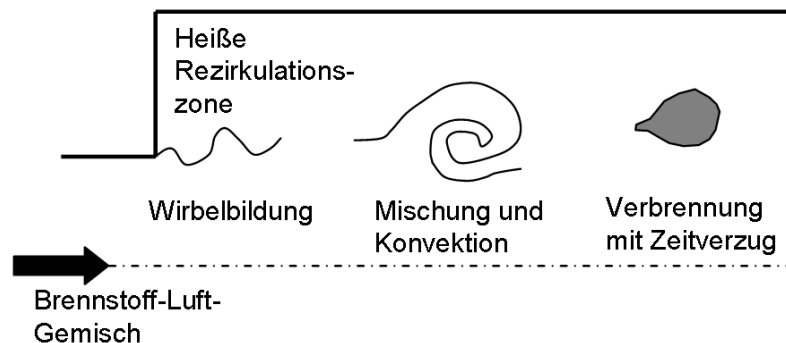 Heiße
Rezirkulations-
zone
Wirbelbildung
Mischung und
Konvektion
Verbrennung
mit Zeitverzug
Brennstoff-Luft-
Gemisch